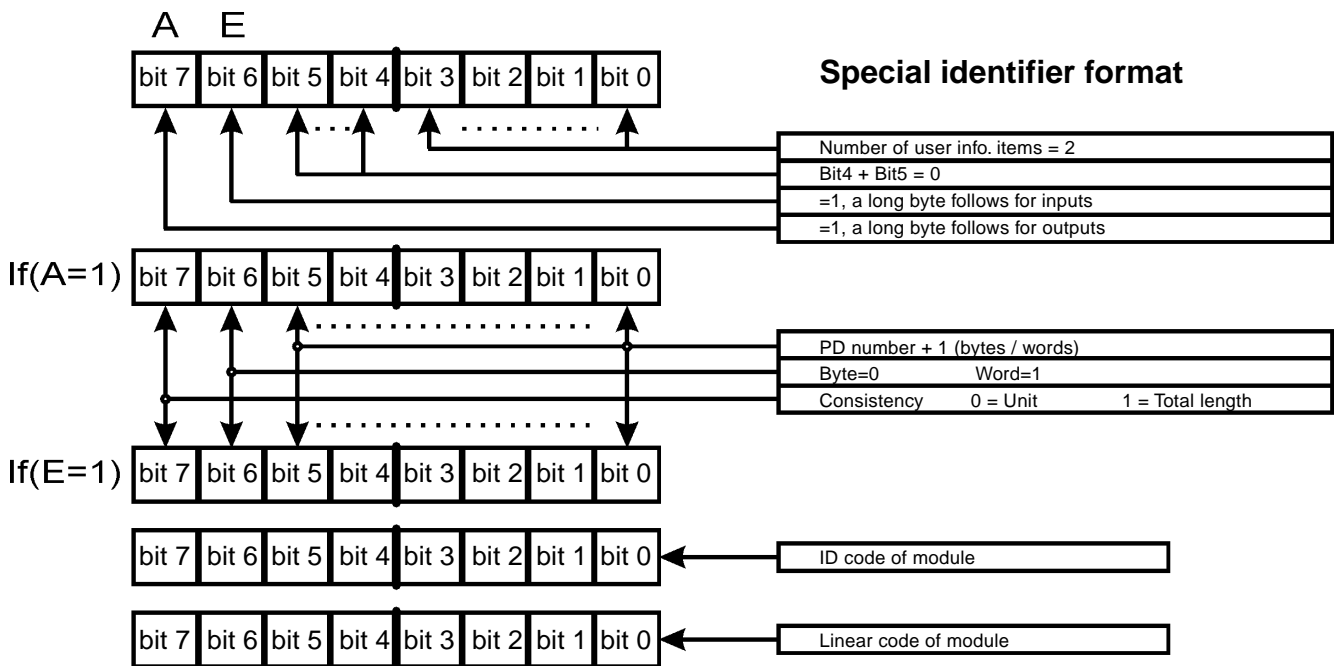 A E
bit 7 bit 6 bit 5 bit 4 bit 3 bit 2 bit 1 bit 0
Special identifier format
Number of user info. items = 2
Bit4 + Bit5 = 0
=1, a long byte follows for inputs
=1, a long byte follows for outputs
If(A=1) bit 7 bit 6 bit 5 bit 4 bit 3 bit 2 bit 1 bit 0
PD number + 1 (bytes / words)
Byte=0 Word=1
Consistency 0 = Unit 1 = Total length
If(E=1) bit 7 bit 6 bit 5 bit 4 bit 3 bit 2 bit 1 bit 0
bit 7 bit 6 bit 5 bit 4 bit 3 bit 2 bit 1 bit 0
ID code of module
bit 7 bit 6 bit 5 bit 4 bit 3 bit 2 bit 1 bit 0
Linear code of module